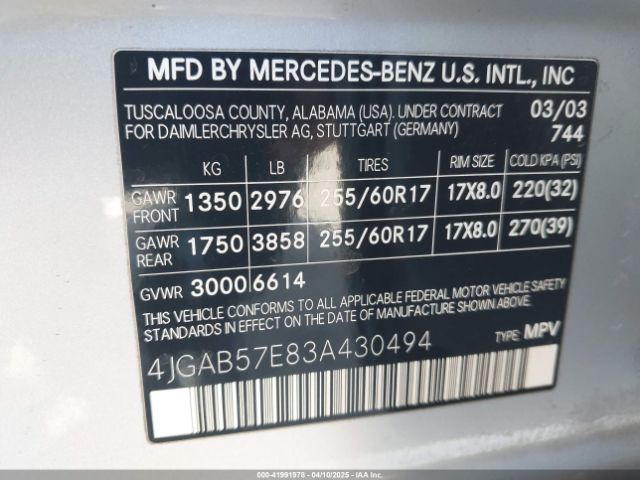 MFD BY MERCEDES-BENZ U.S. INTL., INC
TUSCALOOSA COUNTY, ALABAMA (USA). UNDER CONTRACT 03/03
FOR DAIMLERCHRYSLER AG, STUTTGART (GERMANY) 744
KG LB TIRES RIM SIZE COLD KPA (PSI)
GAWR FRONT 1350 2976 255/60R17 17X8.0 220(32)
GAWR REAR 1750 3858 255/60R17 17X8.0 270(39)
GVWR 3000 6614
THIS VEHICLE CONFORMS TO ALL APPLICABLE FEDERAL MOTOR VEHICLE SAFETY
STANDARDS IN EFFECT ON THE DATE OF MANUFACTURE SHOWN ABOVE.
4JGAB57E83A430494 TYPE: MPV
000-41991978 - 04/10/2025 - IAA, Inc.